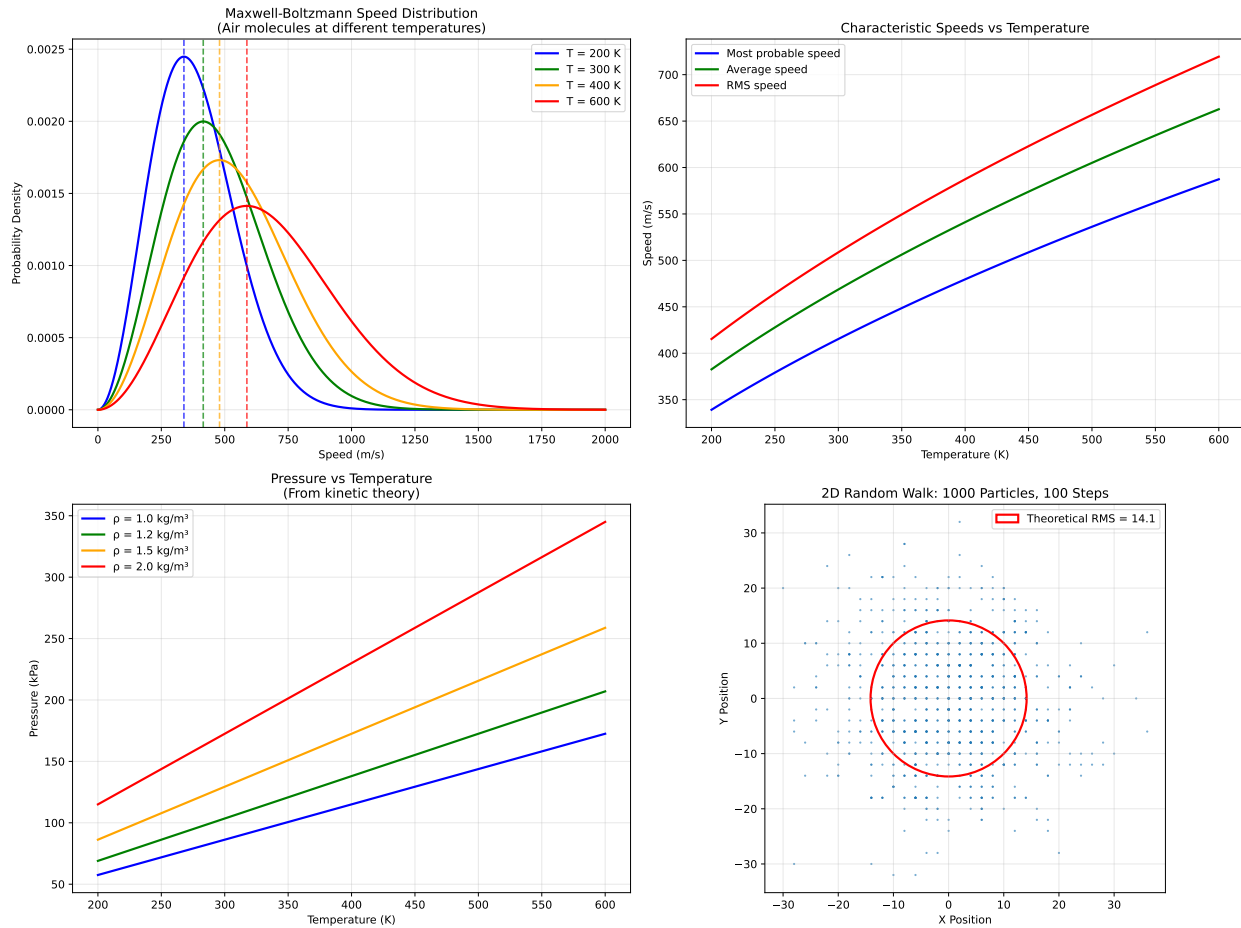 Maxwell-Boltzmann Speed Distribution
(Air molecules at different temperatures)
Probability Density
0.0025
0.0020
0.0015
0.0010
0.0005
0.0000
T = 200 K
T = 300 K
T = 400 K
T = 600 K
0
250
500
750
1000
1250
1500
1750
2000
Speed (m/s)
Characteristic Speeds vs Temperature
Speed (m/s)
700
650
600
550
500
450
400
350
Most probable speed
Average speed
RMS speed
200
250
300
350
400
450
500
550
600
Temperature (K)
Pressure vs Temperature
(From kinetic theory)
Pressure (kPa)
350
300
250
200
150
100
50
ρ = 1.0 kg/m³
ρ = 1.2 kg/m³
ρ = 1.5 kg/m³
ρ = 2.0 kg/m³
200
250
300
350
400
450
500
550
600
Temperature (K)
2D Random Walk: 1000 Particles, 100 Steps
Y Position
30
20
10
0
−10
−20
−30
Theoretical RMS = 14.1
−30
−20
−10
0
10
20
30
X Position